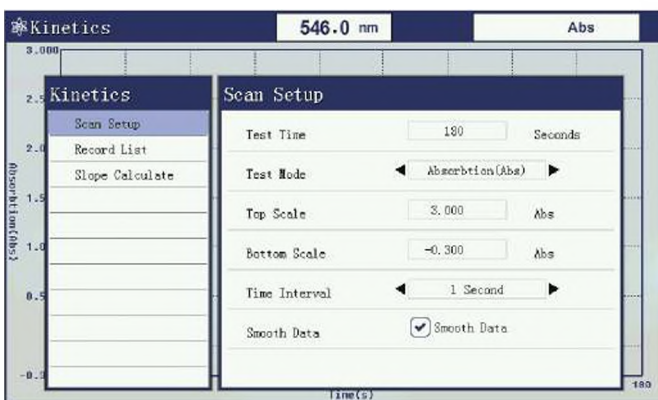 Kinetics 546.0 nm Abs
3.000
Kinetics
Scan Setup
Record List
Slope Calculate
Scan Setup
Test Time 180 Seconds
Test Mode Absorbtion(Abs)
Top Scale 3.000 Abs
Bottom Scale -0.300 Abs
Time Interval 1 Second
Smooth Data Smooth Data
2.5
2.0
1.5
1.0
0.5
-0.3
Absorbtion(Abs)
180
Time(s)